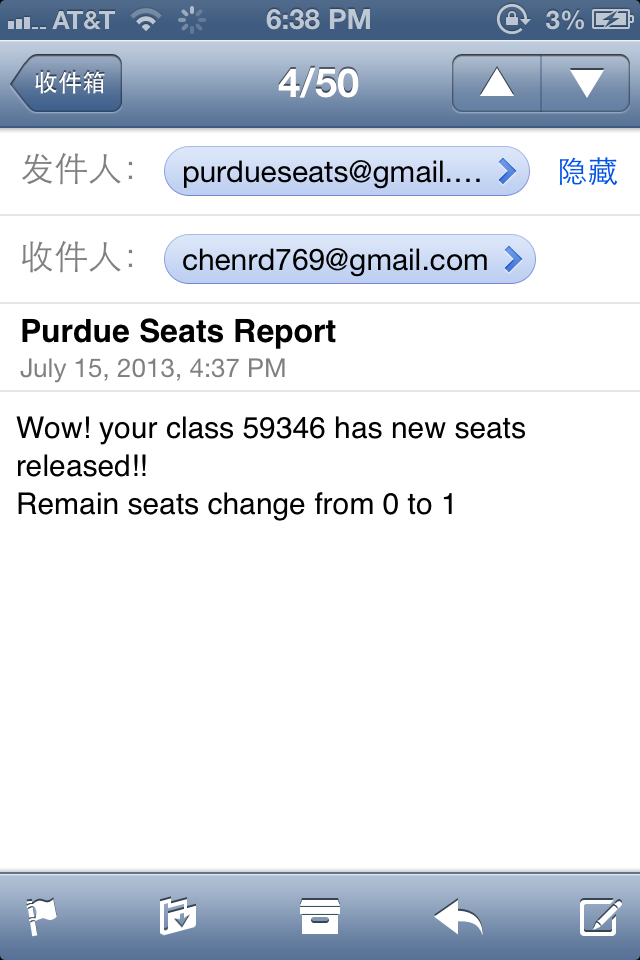 AT&T 6:38 PM 3%
收件箱 4/50
发件人： purdueseats@gmail.... 隐藏
收件人： chenrd769@gmail.com
Purdue Seats Report
July 15, 2013, 4:37 PM
Wow! your class 59346 has new seats
released!!
Remain seats change from 0 to 1